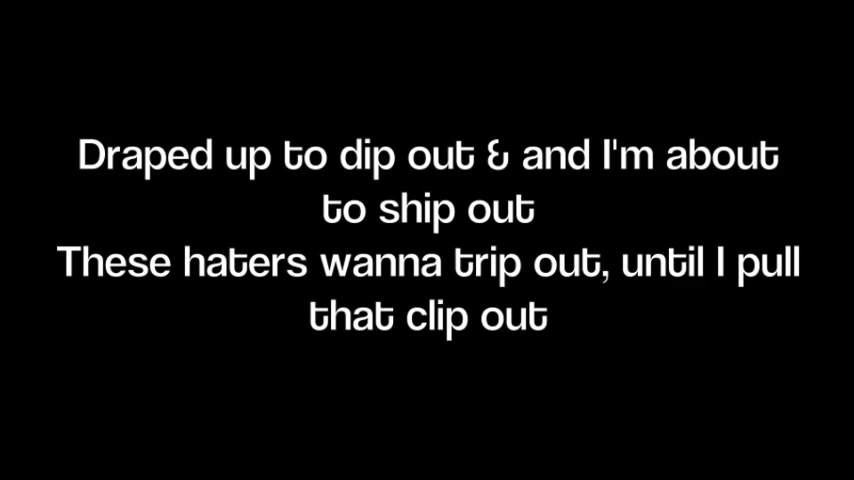 Draped up to dip out & and I'm about
to ship out
These haters wanna trip out, until I pull
that clip out